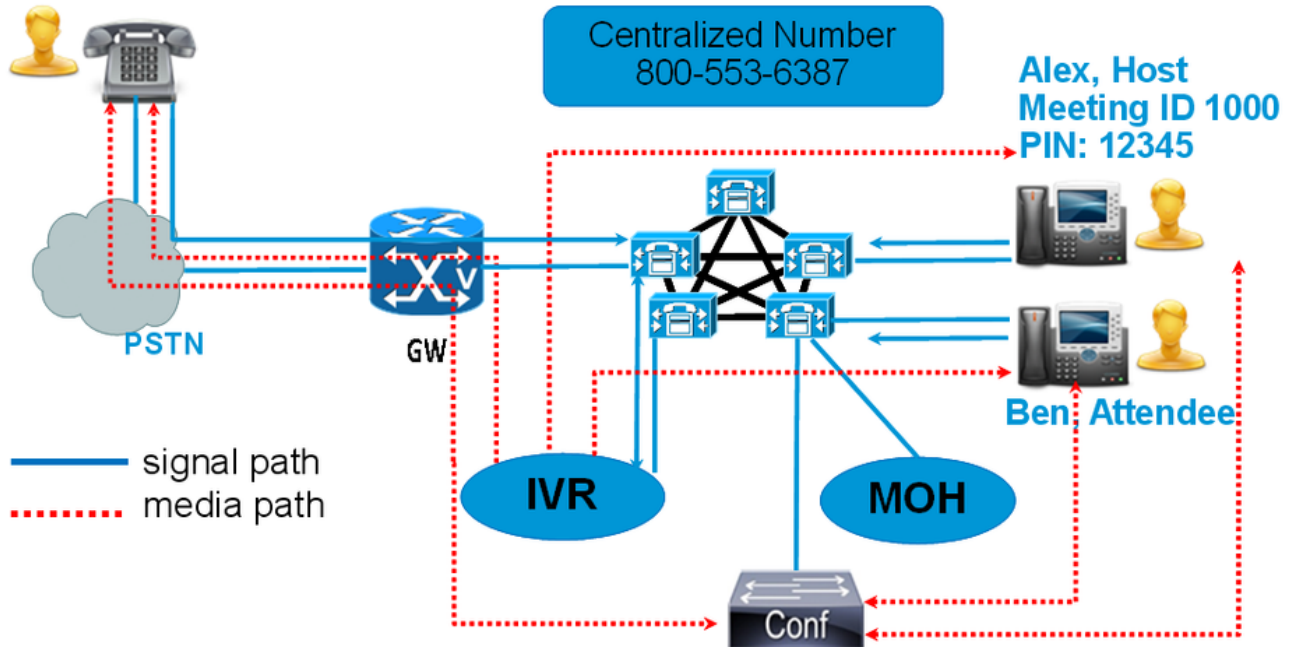 Centralized Number
800-553-6387
Alex, Host
Meeting ID 1000
PIN: 12345
V
PSTN
GW
Ben, Attendee
signal path
media path
IVR
MOH
Conf